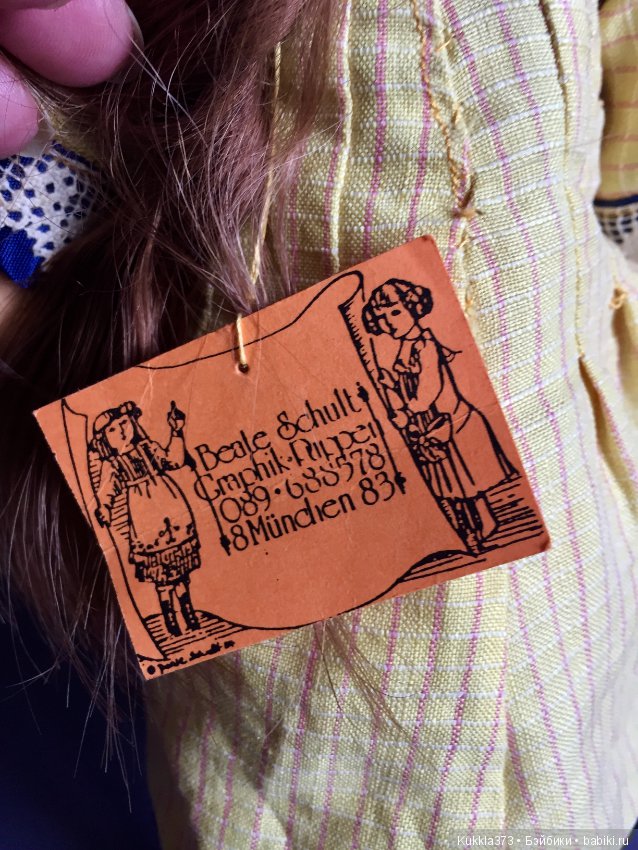 Beate Schult
Graphik · Puppen
089 · 688578
8 München 83
Kukkla373 • Бэйбики • babiki.ru